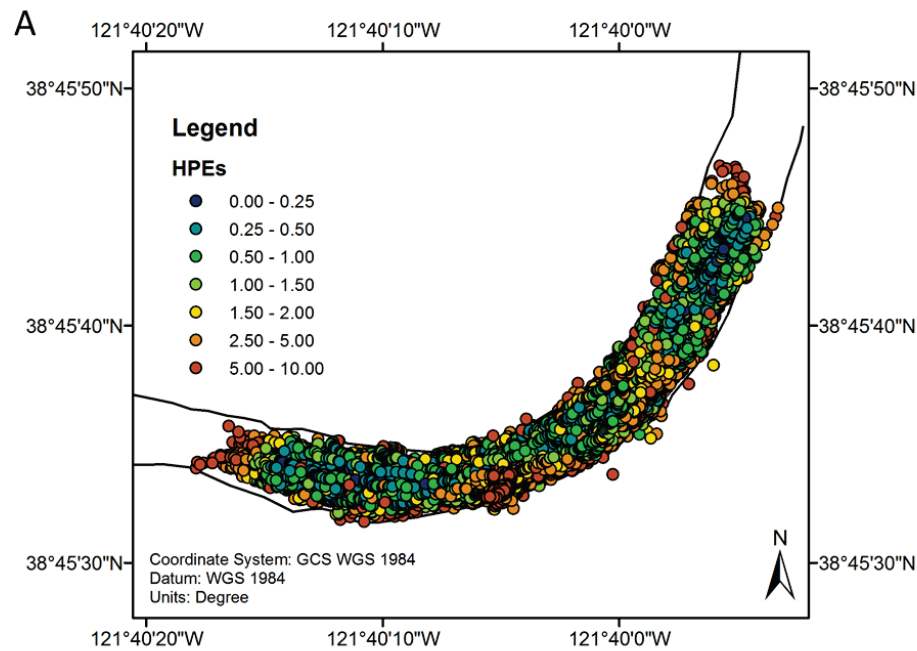 A
121°40'20"W 121°40'10"W 121°40'0"W
38°45'50"N 38°45'50"N
Legend
HPEs
0.00 - 0.25
0.25 - 0.50
0.50 - 1.00
1.00 - 1.50
1.50 - 2.00
38°45'40"N 38°45'40"N
2.50 - 5.00
5.00 - 10.00
Coordinate System: GCS WGS 1984
Datum: WGS 1984
Units: Degree
N
38°45'30"N 38°45'30"N
121°40'20"W 121°40'10"W 121°40'0"W